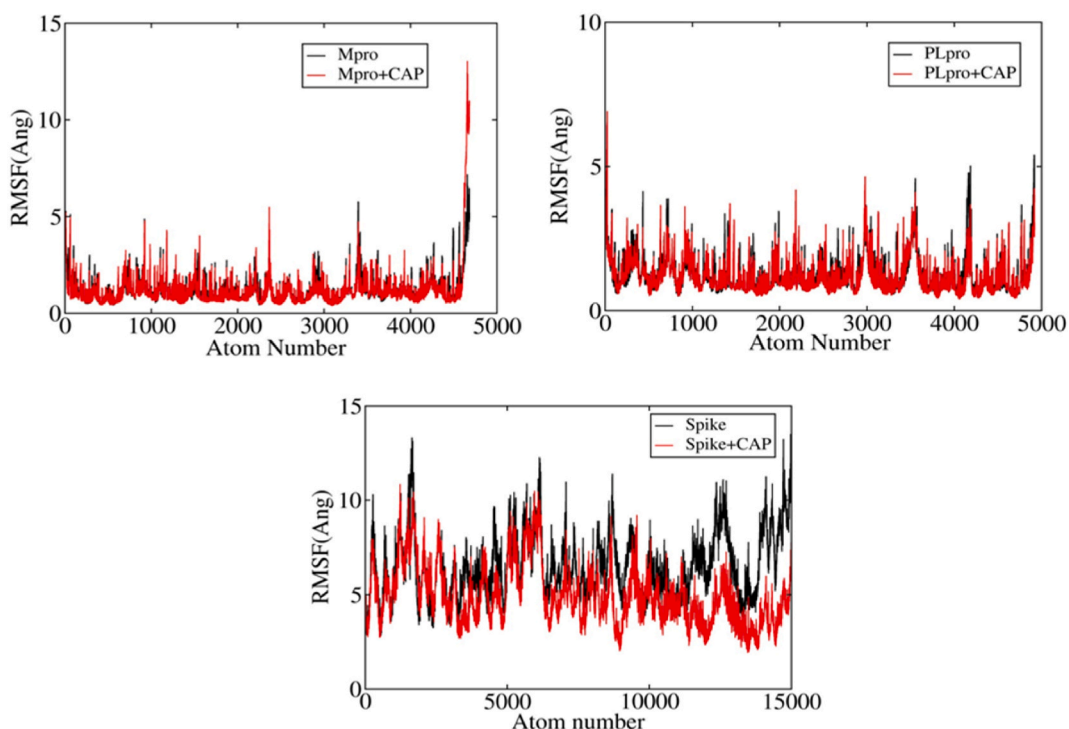 15
10
5
0
RMSF(Ang)
Mpro
Mpro+CAP
0 1000 2000 3000 4000 5000
Atom Number
10
5
0
RMSF(Ang)
PLpro
PLpro+CAP
0 1000 2000 3000 4000 5000
Atom Number
15
10
5
0
RMSF(Ang)
Spike
Spike+CAP
0 5000 10000 15000
Atom number